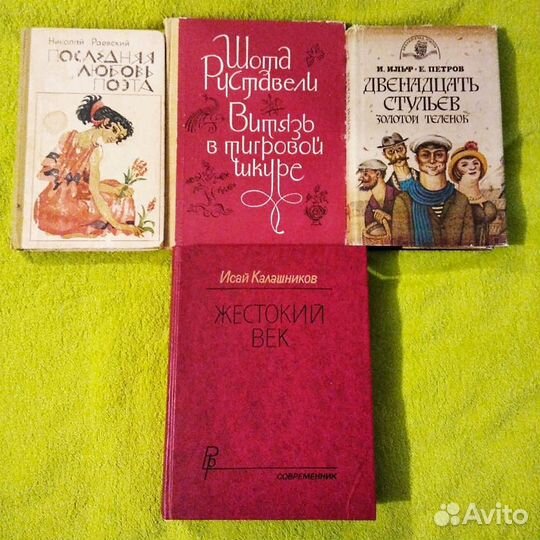 Николай Раевский
ПОСЛЕДНЯЯ
ЛЮБОВЬ
ПОЭТА
Шота
Руставели
Витязь
в тигровой
шкуре
И. ИЛЬФ · Е. ПЕТРОВ
ДВЕНАДЦАТЬ
СТУЛЬЕВ
ЗОЛОТОЙ ТЕЛЕНОК
Исай Калашников
ЖЕСТОКИЙ
ВЕК
РР
СОВРЕМЕННИК
Avito